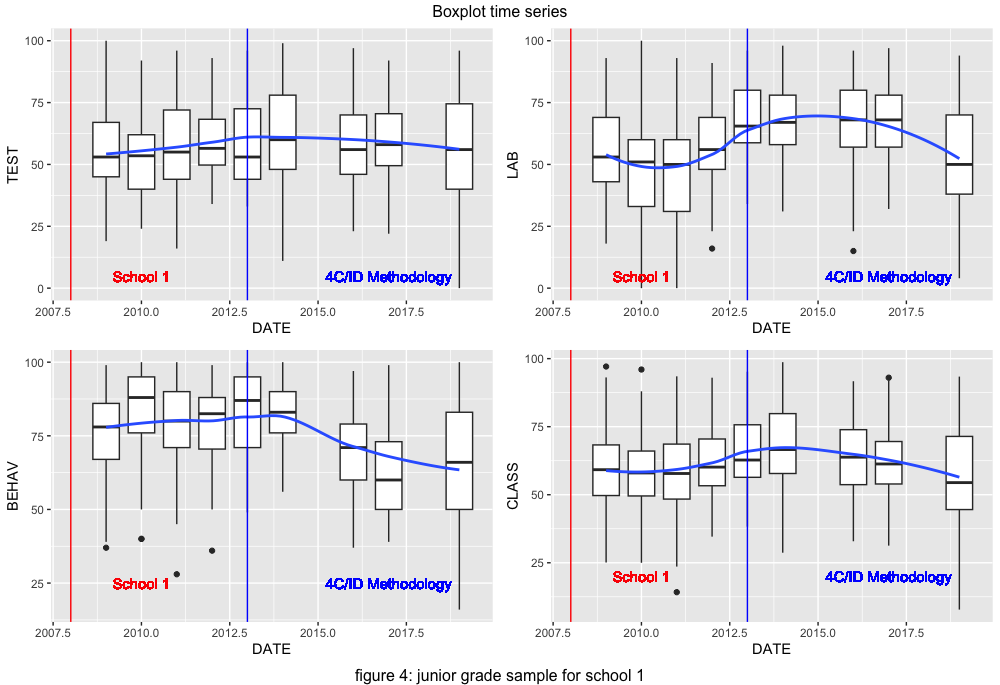 Boxplot time series
TEST
100
75
50
25
0
School 1
4C/ID Methodology
2007.5 2010.0 2012.5 2015.0 2017.5
DATE
LAB
100
75
50
25
0
School 1
4C/ID Methodology
2007.5 2010.0 2012.5 2015.0 2017.5
DATE
BEHAV
100
75
50
25
School 1
4C/ID Methodology
2007.5 2010.0 2012.5 2015.0 2017.5
DATE
CLASS
100
75
50
25
School 1
4C/ID Methodology
2007.5 2010.0 2012.5 2015.0 2017.5
DATE
figure 4: junior grade sample for school 1